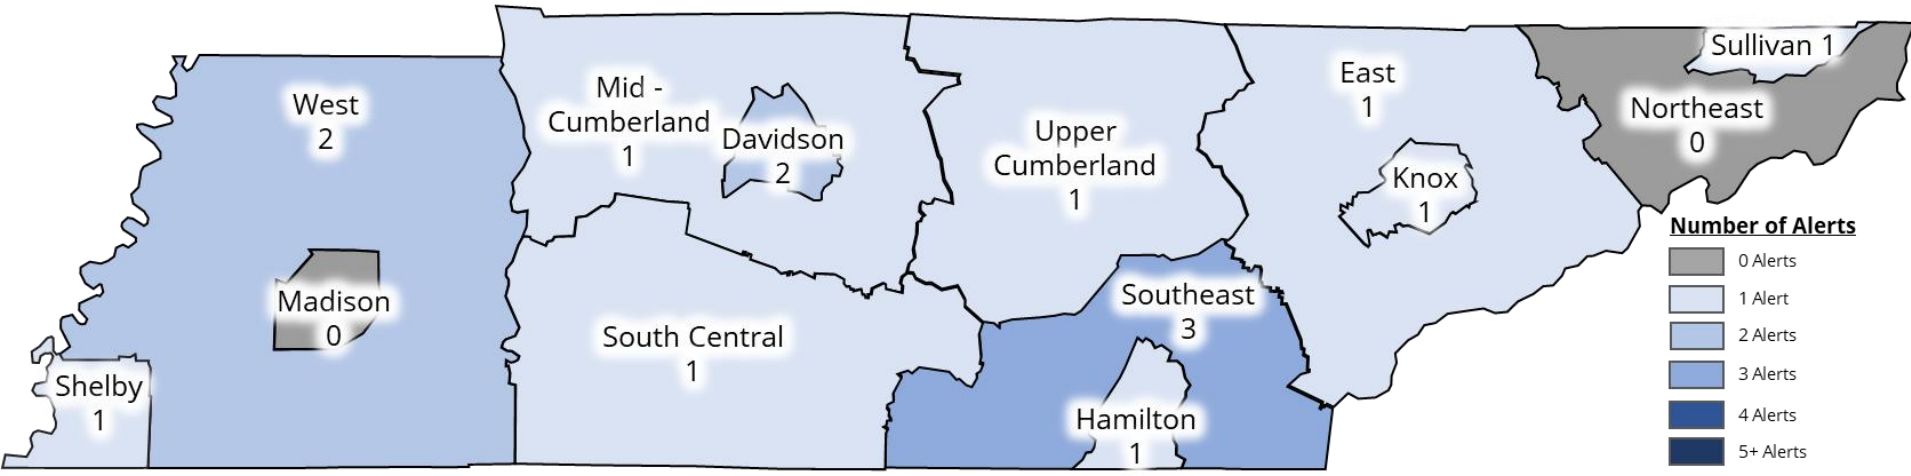 West
2
Mid -
Cumberland
1
Davidson
2
Upper
Cumberland
1
East
1
Knox
1
Sullivan 1
Northeast
0
Madison
0
Shelby
1
South Central
1
Southeast
3
Hamilton
1
Number of Alerts
0 Alerts
1 Alert
2 Alerts
3 Alerts
4 Alerts
5+ Alerts